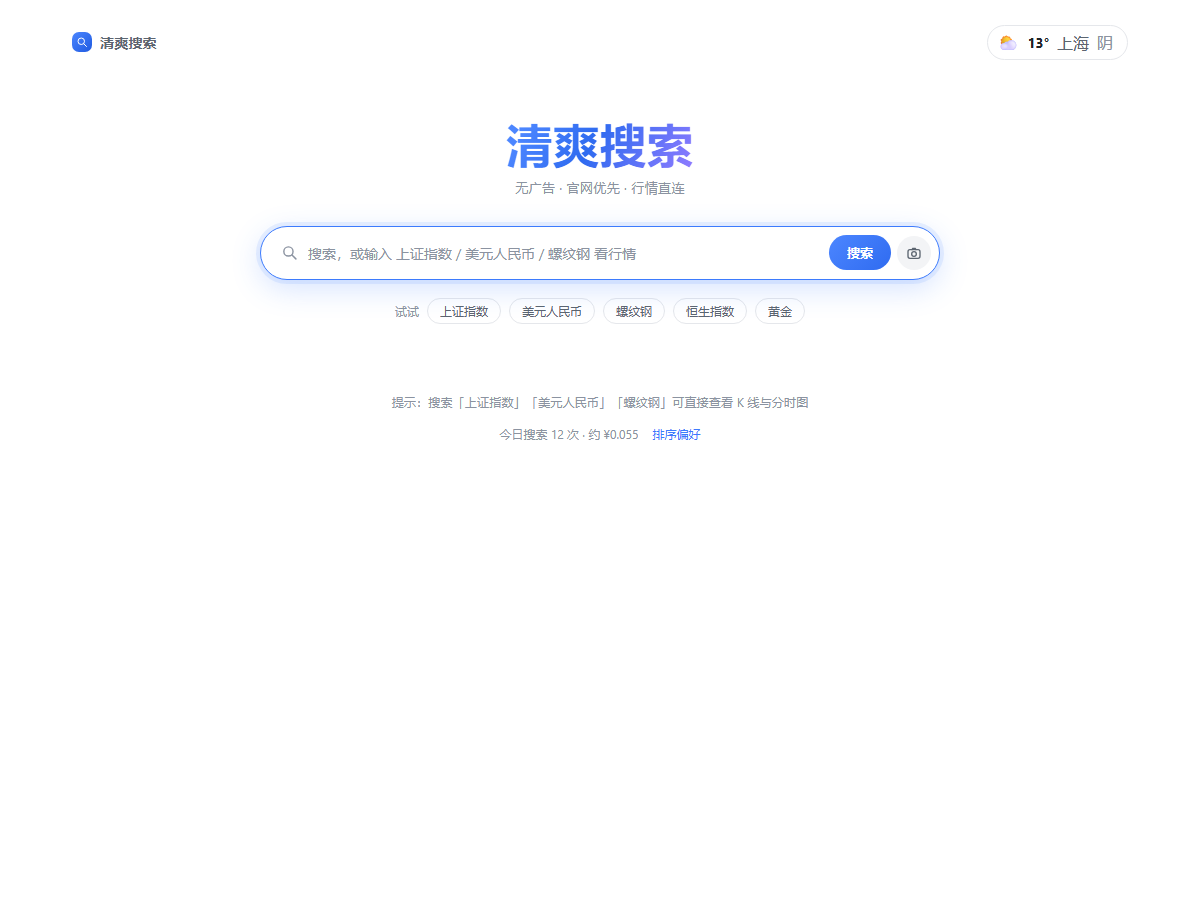 清爽搜索
13° 上海 阴
清爽搜索
无广告 · 官网优先 · 行情直连
搜索，或输入 上证指数 / 美元人民币 / 螺纹钢 看行情
搜索
试试 上证指数 美元人民币 螺纹钢 恒生指数 黄金
提示：搜索「上证指数」「美元人民币」「螺纹钢」可直接查看 K 线与分时图
今日搜索 12 次 · 约 ¥0.055 排序偏好